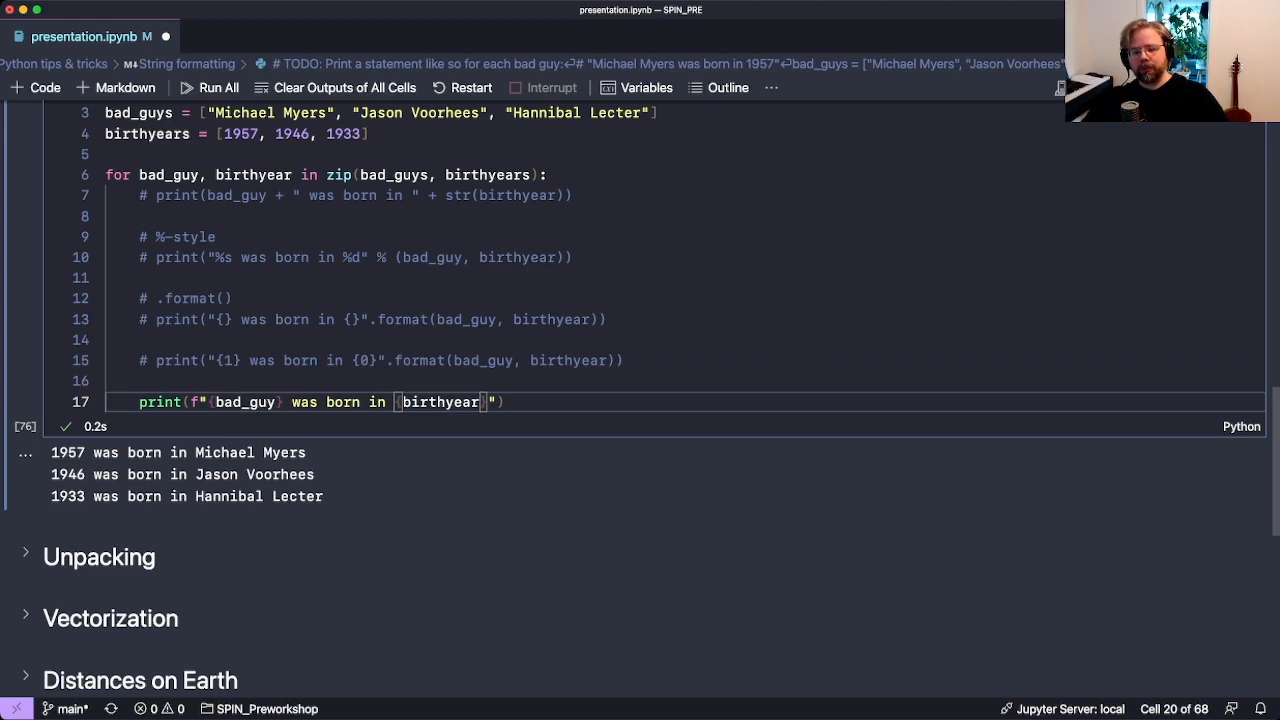 presentation.ipynb — SPIN_PRE
presentation.ipynb M
Python tips & tricks > M↓String formatting > # TODO: Print a statement like so for each bad guy:↩# "Michael Myers was born in 1957"↩bad_guys = ["Michael Myers", "Jason Voorhees"
+ Code + Markdown Run All Clear Outputs of All Cells Restart Interrupt Variables Outline ...
3 bad_guys = ["Michael Myers", "Jason Voorhees", "Hannibal Lecter"]
4 birthyears = [1957, 1946, 1933]
5
6 for bad_guy, birthyear in zip(bad_guys, birthyears):
7 # print(bad_guy + " was born in " + str(birthyear))
8
9 # %-style
10 # print("%s was born in %d" % (bad_guy, birthyear))
11
12 # .format()
13 # print("{} was born in {}".format(bad_guy, birthyear))
14
15 # print("{1} was born in {0}".format(bad_guy, birthyear))
16
17 print(f"{bad_guy} was born in {birthyear}")
[76] ✓ 0.2s Python
... 1957 was born in Michael Myers
1946 was born in Jason Voorhees
1933 was born in Hannibal Lecter
> Unpacking
> Vectorization
> Distances on Earth
main* 0 0 SPIN_Preworkshop Jupyter Server: local Cell 20 of 68